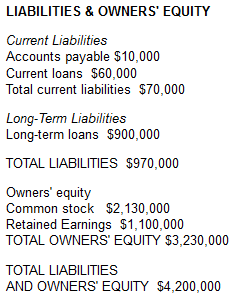 LIABILITIES & OWNERS' EQUITY
Current Liabilities
Accounts payable $10,000
Current loans $60,000
Total current liabilities $70,000
Long-Term Liabilities
Long-term loans $900,000
TOTAL LIABILITIES $970,000
Owners' equity
Common stock $2,130,000
Retained Earnings $1,100,000
TOTAL OWNERS' EQUITY $3,230,000
TOTAL LIABILITIES
AND OWNERS' EQUITY $4,200,000